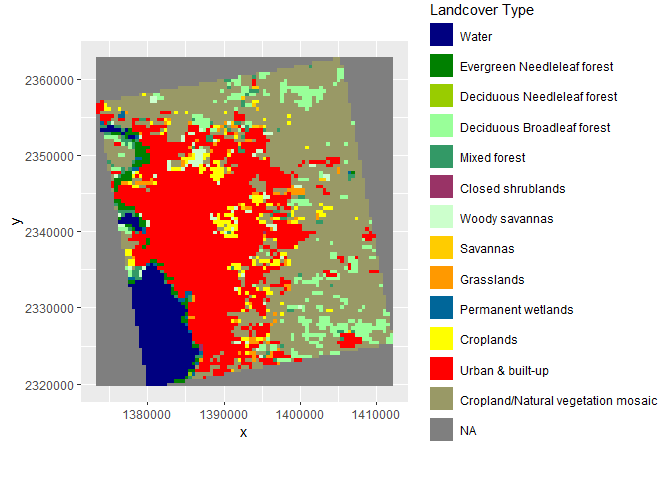 Landcover Type
Water
Evergreen Needleleaf forest
Deciduous Needleleaf forest
Deciduous Broadleaf forest
Mixed forest
Closed shrublands
Woody savannas
Savannas
Grasslands
Permanent wetlands
Croplands
Urban & built-up
Cropland/Natural vegetation mosaic
NA
y
2360000
2350000
2340000
2330000
2320000
1380000 1390000 1400000 1410000
x